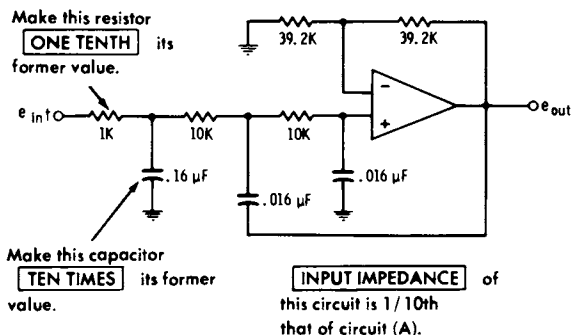 Make this resistor
ONE TENTH its
former value.
39.2K
39.2K
e in
1K
10K
10K
-
+
e out
.16 µF
.016 µF
.016 µF
Make this capacitor
TEN TIMES its former
value.
INPUT IMPEDANCE of
this circuit is 1/10th
that of circuit (A).